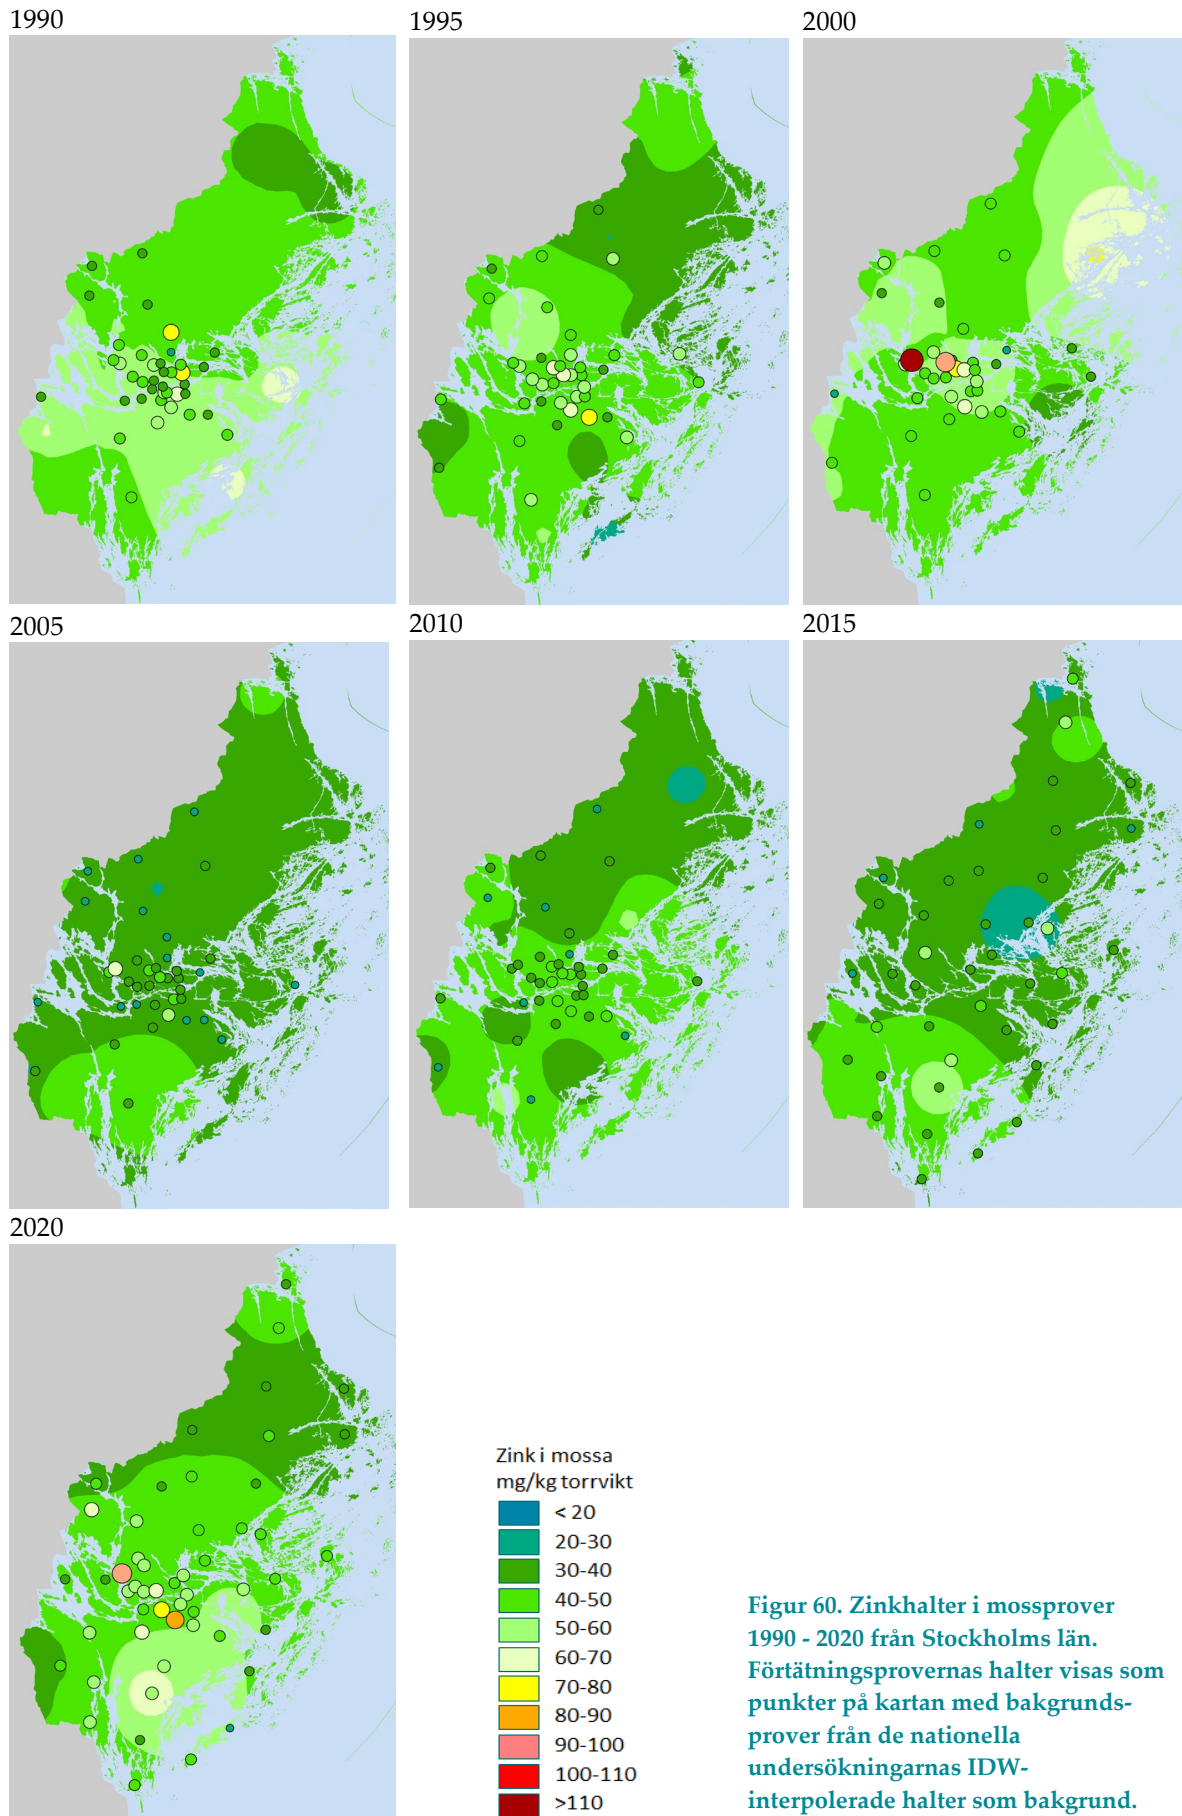 1990
1995
2000
2005
2010
2015
2020
Zink i mossa
mg/kg torrvikt
< 20
20-30
30-40
40-50
50-60
60-70
70-80
80-90
90-100
100-110
>110
Figur 60. Zinkhalter i mossprover
1990 - 2020 från Stockholms län.
Förtätningsprovernas halter visas som
punkter på kartan med bakgrunds-
prover från de nationella
undersökningarnas IDW-
interpolerade halter som bakgrund.